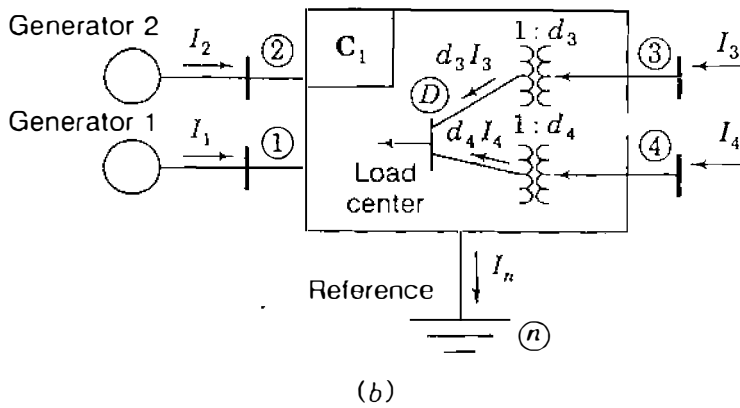 Generator 2
I₂
②
C₁
1 : d₃
d₃I₃
③
I₃
Ⓓ
Generator 1
I₁
①
d₄I₄
1 : d₄
④
I₄
Load
center
Reference
Iₙ
ⓝ
(b)